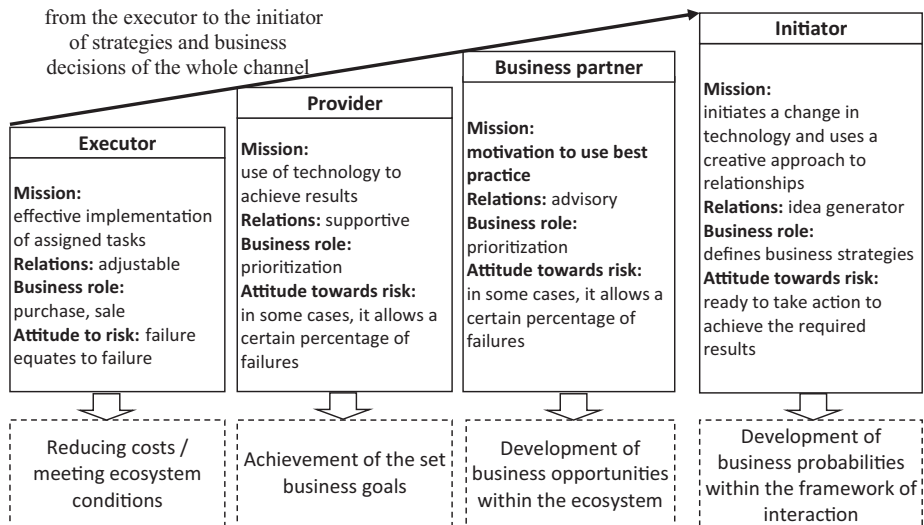 from the executor to the initiator
of strategies and business
decisions of the whole channel
Executor
Mission:
effective implementation
of assigned tasks
Relations: adjustable
Business role:
purchase, sale
Attitude to risk: failure
equates to failure
Reducing costs /
meeting ecosystem
conditions
Provider
Mission:
use of technology to
achieve results
Relations: supportive
Business role:
prioritization
Attitude towards risk:
in some cases, it allows a
certain percentage of
failures
Achievement of the set
business goals
Business partner
Mission:
motivation to use best
practice
Relations: advisory
Business role:
prioritization
Attitude towards risk:
in some cases, it allows a
certain percentage of
failures
Development of
business opportunities
within the ecosystem
Initiator
Mission:
initiates a change in
technology and uses a
creative approach to
relationships
Relations: idea generator
Business role:
defines business strategies
Attitude towards risk:
ready to take action to
achieve the required
results
Development of
business probabilities
within the framework of
interaction